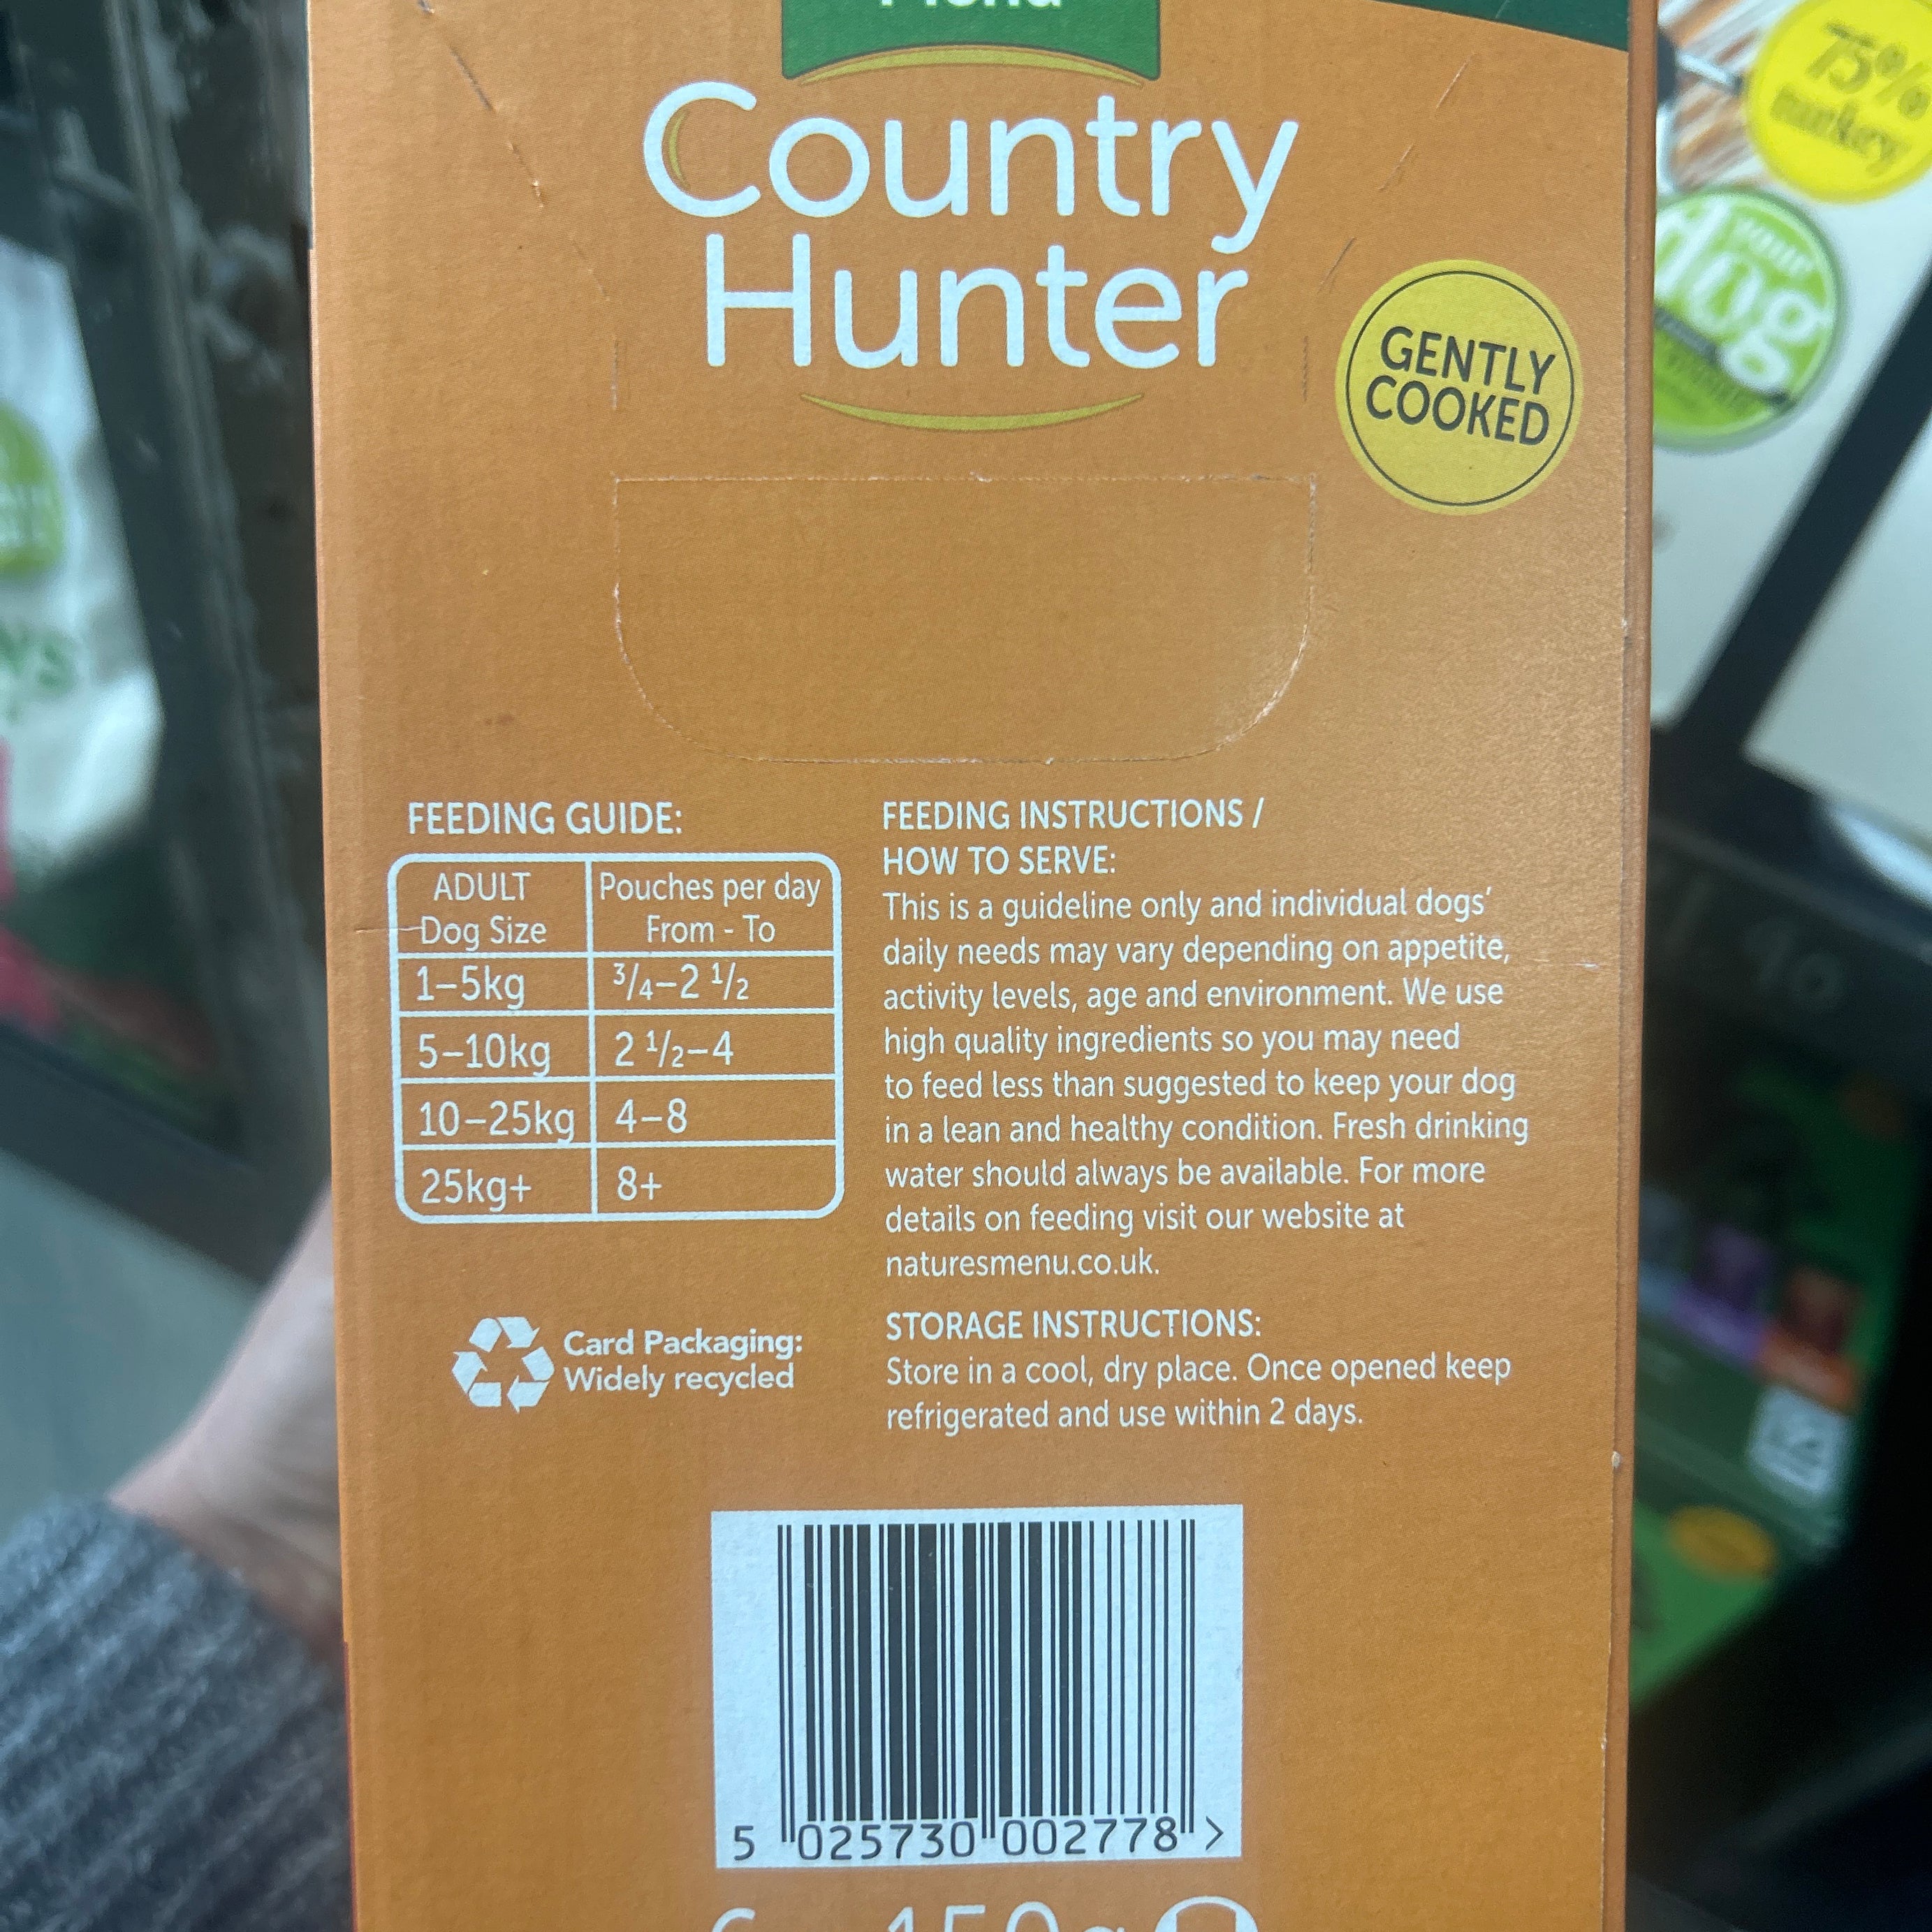 Menu
Country
Hunter
GENTLY
COOKED
75%
turkey
your
dog
FEEDING GUIDE:
ADULT Pouches per day
Dog Size From - To
1–5kg 3/4–2 1/2
5–10kg 2 1/2–4
10–25kg 4–8
25kg+ 8+
Card Packaging:
Widely recycled
FEEDING INSTRUCTIONS /
HOW TO SERVE:
This is a guideline only and individual dogs'
daily needs may vary depending on appetite,
activity levels, age and environment. We use
high quality ingredients so you may need
to feed less than suggested to keep your dog
in a lean and healthy condition. Fresh drinking
water should always be available. For more
details on feeding visit our website at
naturesmenu.co.uk.
STORAGE INSTRUCTIONS:
Store in a cool, dry place. Once opened keep
refrigerated and use within 2 days.
5 025730 002778 >
150g